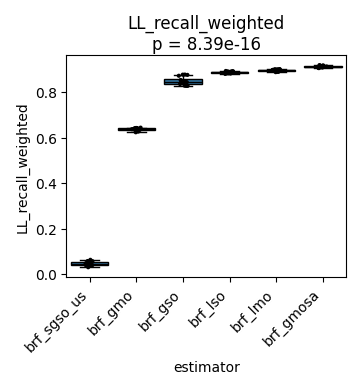 LL_recall_weighted
p = 8.39e-16
LL_recall_weighted
0.8
0.6
0.4
0.2
0.0
brf_sgso_us
brf_gmo
brf_gso
brf_lso
brf_lmo
brf_gmosa
estimator